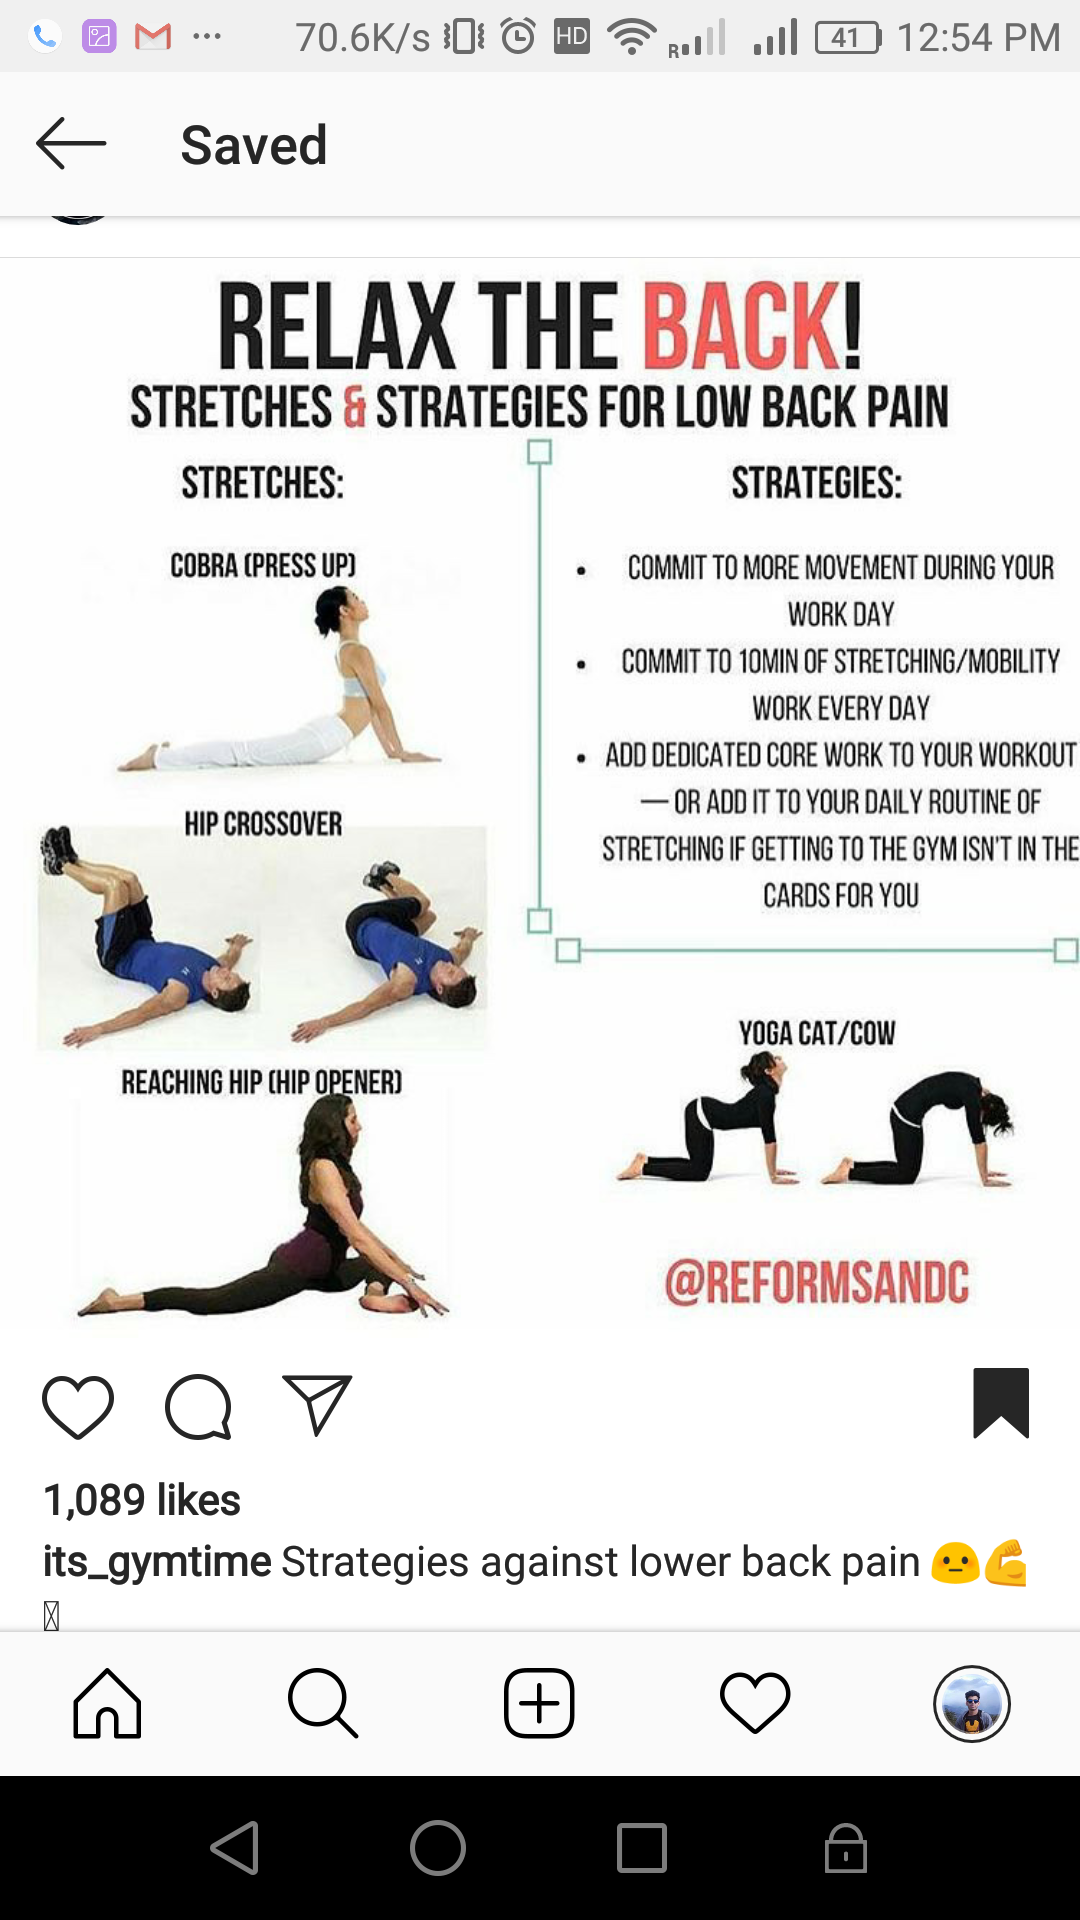 70.6K/s HD R 41 12:54 PM
Saved
RELAX THE BACK!
STRETCHES & STRATEGIES FOR LOW BACK PAIN
STRETCHES:
COBRA (PRESS UP)
HIP CROSSOVER
REACHING HIP (HIP OPENER)
STRATEGIES:
• COMMIT TO MORE MOVEMENT DURING YOUR
WORK DAY
• COMMIT TO 10MIN OF STRETCHING/MOBILITY
WORK EVERY DAY
• ADD DEDICATED CORE WORK TO YOUR WORKOUT
— OR ADD IT TO YOUR DAILY ROUTINE OF
STRETCHING IF GETTING TO THE GYM ISN'T IN THE
CARDS FOR YOU
YOGA CAT/COW
@REFORMSANDC
1,089 likes
its_gymtime Strategies against lower back pain 😐💪